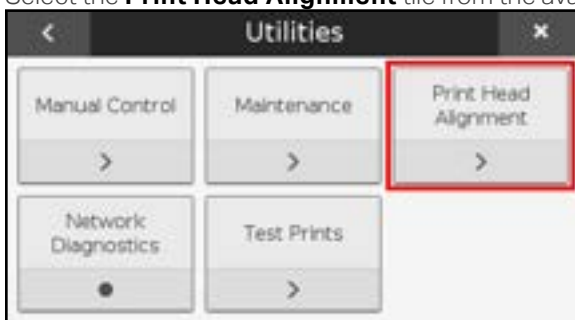 Select the Print Head Alignment tile from the ava
Utilities
Manual Control
Maintenance
Print Head
Alignment
Network
Diagnostics
Test Prints